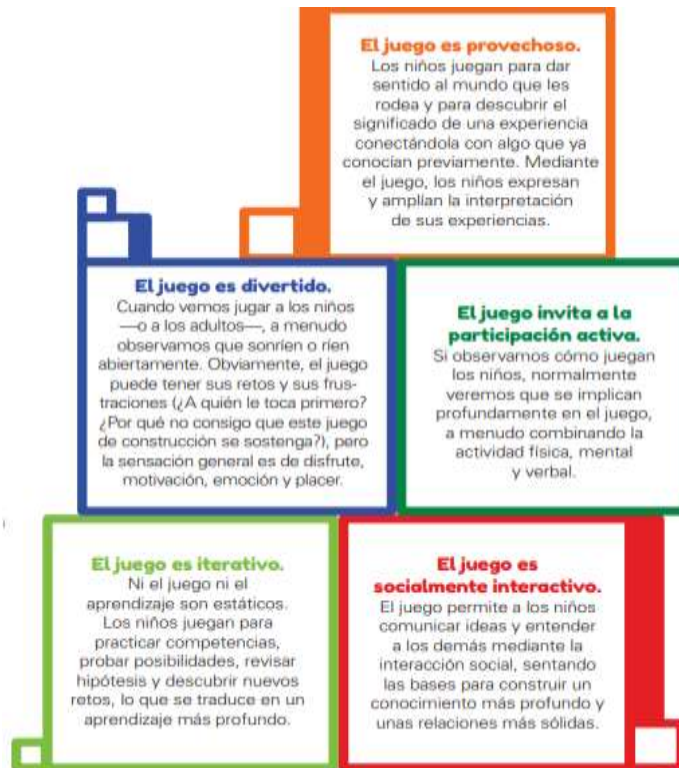 El juego es provechoso.
Los niños juegan para dar
sentido al mundo que les
rodea y para descubrir el
significado de una experiencia
conectándola con algo que ya
conocían previamente. Mediante
el juego, los niños expresan
y amplían la interpretación
de sus experiencias.
El juego es divertido.
Cuando vemos jugar a los niños
—o a los adultos—, a menudo
observamos que sonríen o ríen
abiertamente. Obviamente, el juego
puede tener sus retos y sus frus-
traciones (¿A quién le toca primero?
¿Por qué no consigo que este juego
de construcción se sostenga?), pero
la sensación general es de disfrute,
motivación, emoción y placer.
El juego invita a la
participación activa.
Si observamos cómo juegan
los niños, normalmente
veremos que se implican
profundamente en el juego,
a menudo combinando la
actividad física, mental
y verbal.
El juego es iterativo.
Ni el juego ni el
aprendizaje son estáticos.
Los niños juegan para
practicar competencias,
probar posibilidades, revisar
hipótesis y descubrir nuevos
retos, lo que se traduce en un
aprendizaje más profundo.
El juego es
socialmente interactivo.
El juego permite a los niños
comunicar ideas y entender
a los demás mediante la
interacción social, sentando
las bases para construir un
conocimiento más profundo y
unas relaciones más sólidas.